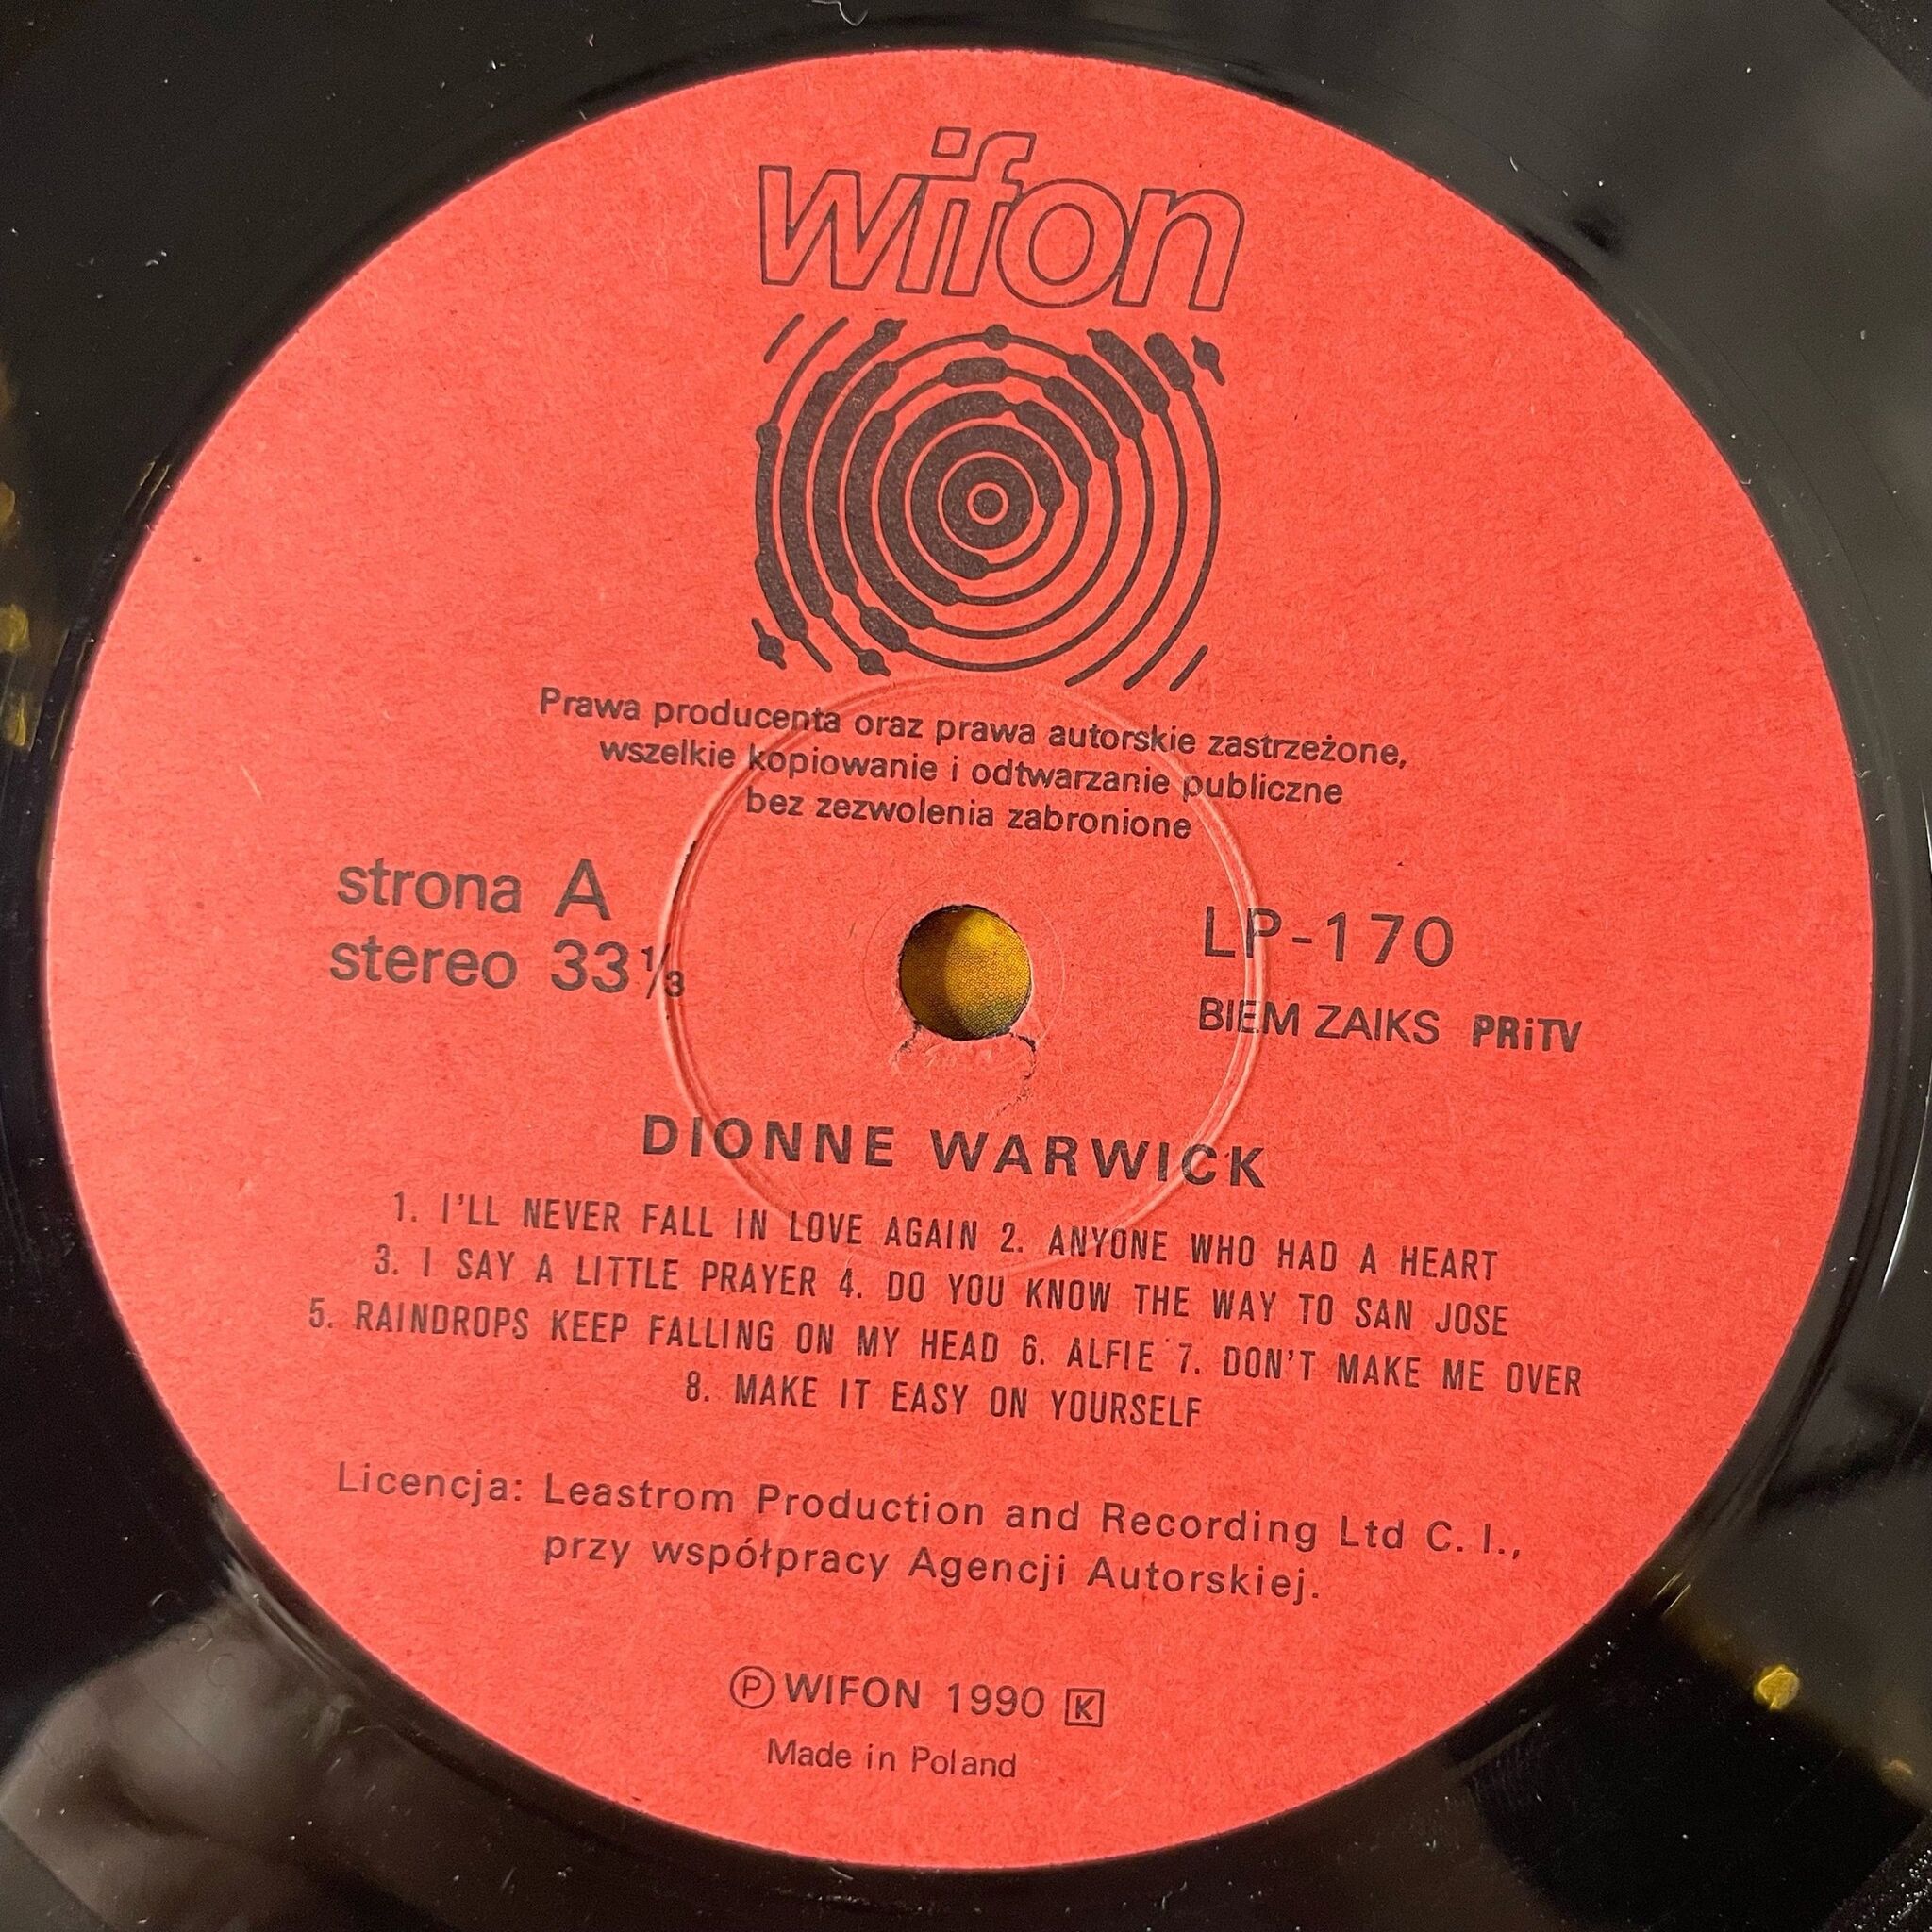 wifon
Prawa producenta oraz prawa autorskie zastrzeżone,
wszelkie kopiowanie i odtwarzanie publiczne
bez zezwolenia zabronione
strona A
stereo 33 1/3
LP-170
BIEM ZAIKS PRiTV
DIONNE WARWICK
1. I'LL NEVER FALL IN LOVE AGAIN 2. ANYONE WHO HAD A HEART
3. I SAY A LITTLE PRAYER 4. DO YOU KNOW THE WAY TO SAN JOSE
5. RAINDROPS KEEP FALLING ON MY HEAD 6. ALFIE 7. DON'T MAKE ME OVER
8. MAKE IT EASY ON YOURSELF
Licencja: Leastrom Production and Recording Ltd C. I.,
przy współpracy Agencji Autorskiej.
Ⓟ WIFON 1990 K
Made in Poland